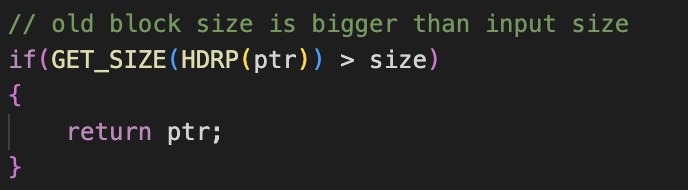 // old block size is bigger than input size
if(GET_SIZE(HDRP(ptr)) > size)
{
    return ptr;
}